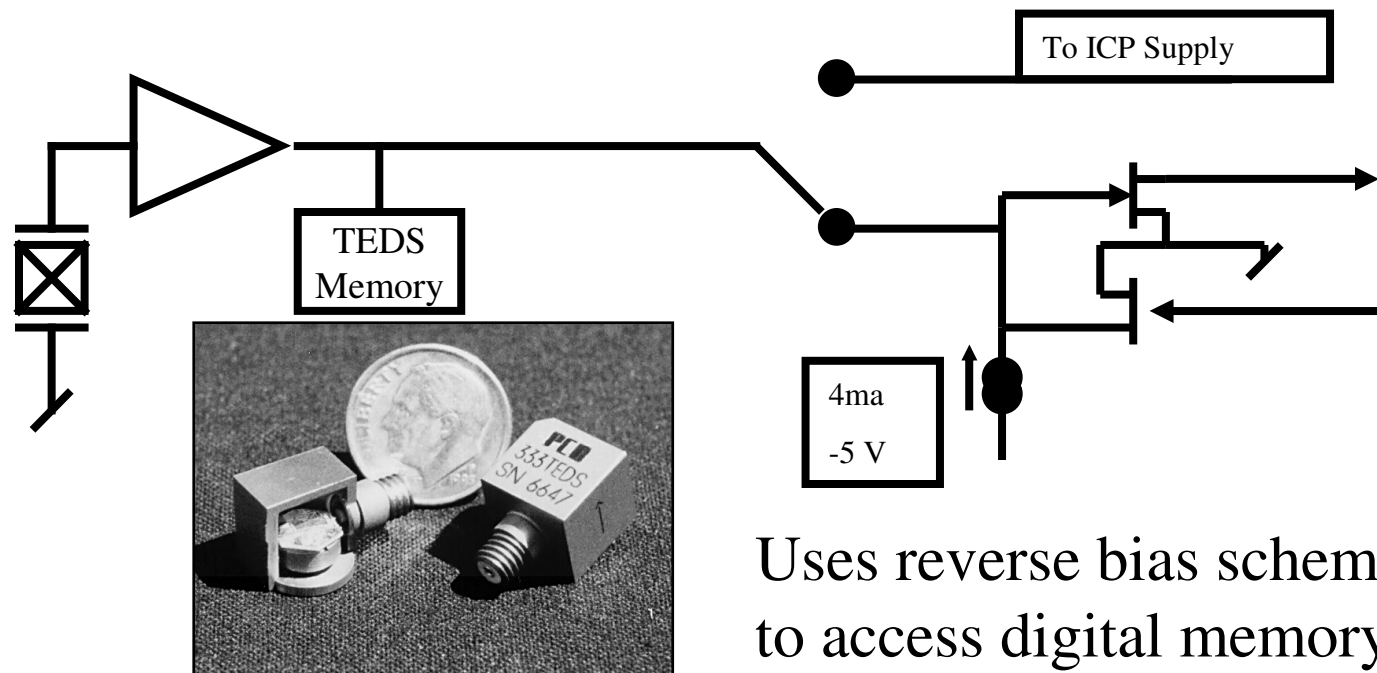 To ICP Supply
TEDS
Memory
4ma
-5 V
LIBERTY
PCB
333TEDS
SN 6647
Uses reverse bias schem
to access digital memory